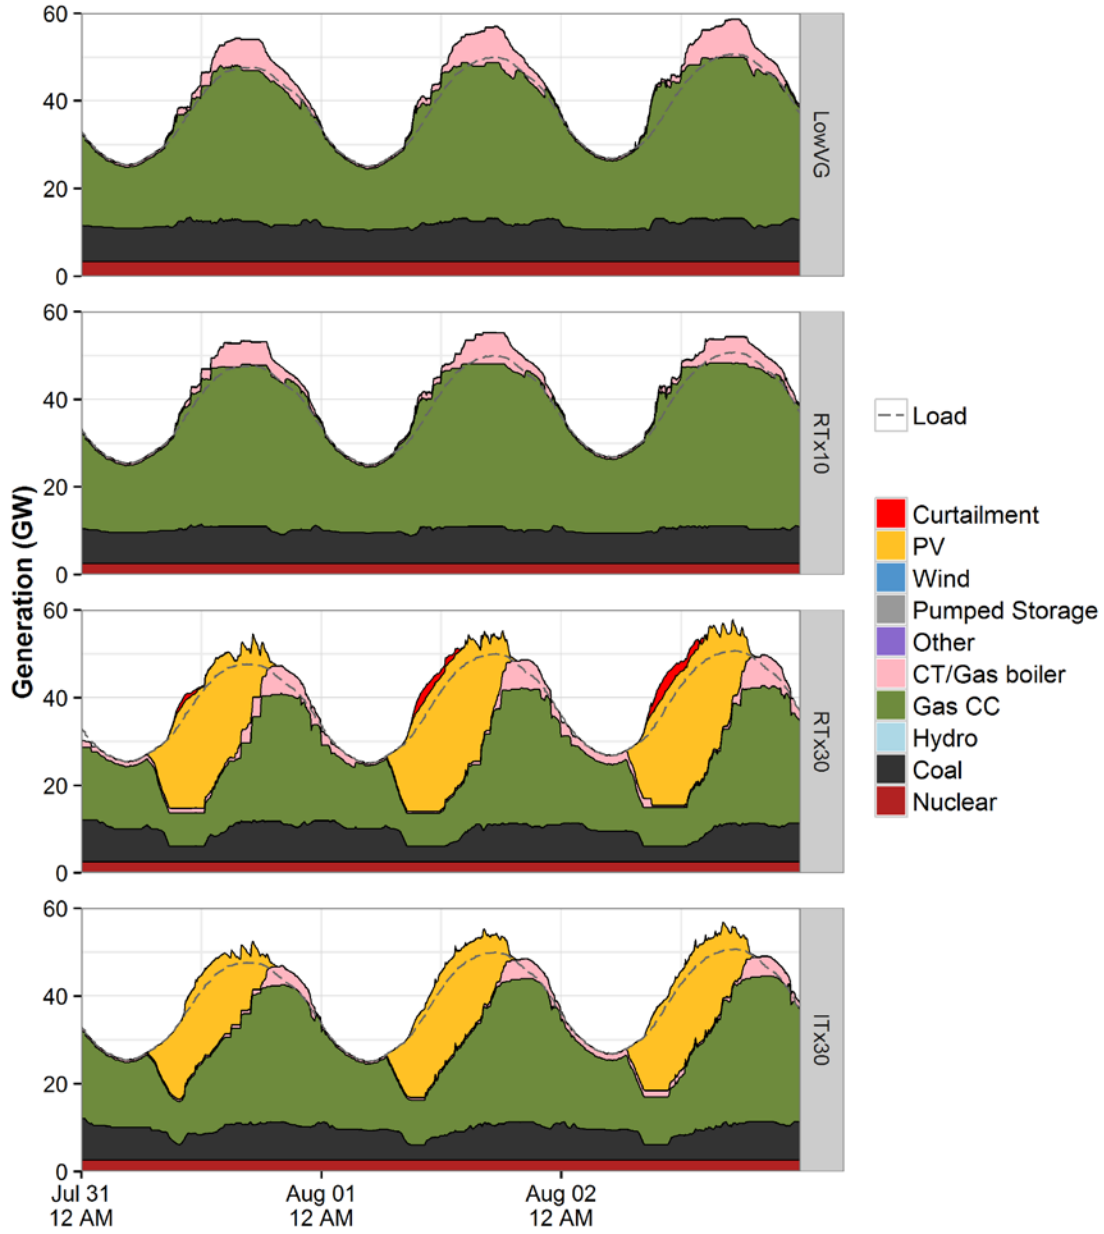 60
40
20
0
LowVG
60
40
20
0
RTx10
60
40
20
0
RTx30
60
40
20
0
ITx30
Generation (GW)
Jul 31
12 AM
Aug 01
12 AM
Aug 02
12 AM
Load
Curtailment
PV
Wind
Pumped Storage
Other
CT/Gas boiler
Gas CC
Hydro
Coal
Nuclear